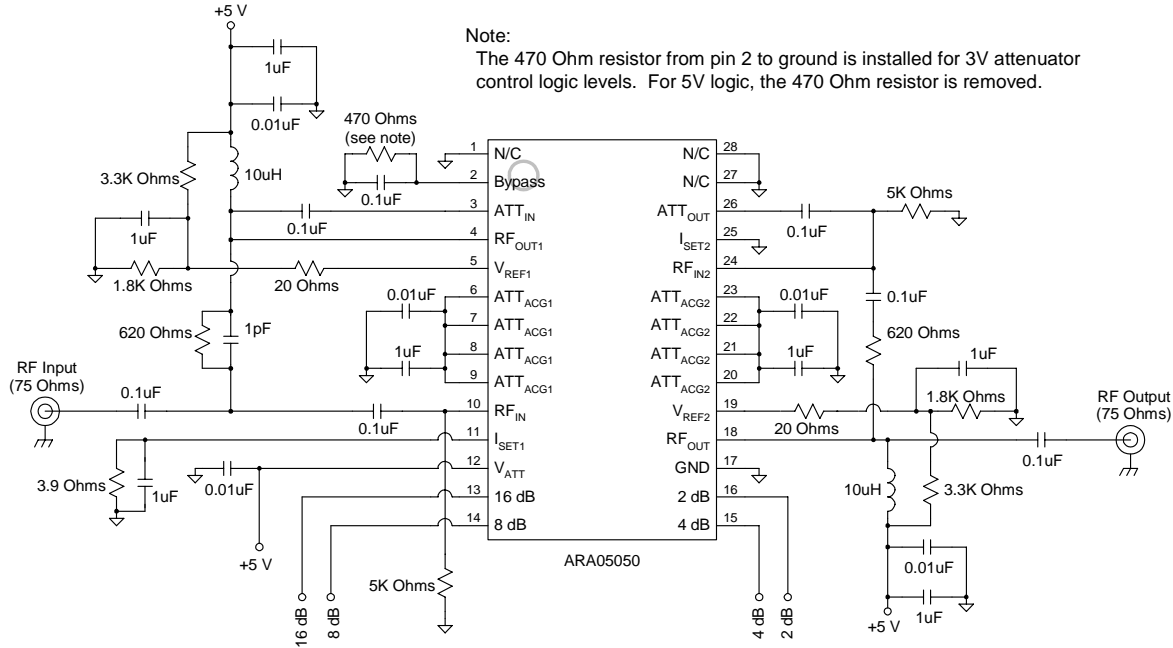 +5 V
Note:
The 470 Ohm resistor from pin 2 to ground is installed for 3V attenuator
control logic levels. For 5V logic, the 470 Ohm resistor is removed.
1uF
0.01uF
470 Ohms
(see note)
3.3K Ohms
10uH
0.1uF
0.1uF
1uF
1.8K Ohms
20 Ohms
620 Ohms
1pF
0.01uF
1uF
RF Input
(75 Ohms)
0.1uF
0.1uF
3.9 Ohms
1uF
0.01uF
+5 V
16 dB
8 dB
5K Ohms
1 N/C
2 Bypass
3 ATTIN
4 RFOUT1
5 VREF1
6 ATTACG1
7 ATTACG1
8 ATTACG1
9 ATTACG1
10 RFIN
11 ISET1
12 VATT
13 16 dB
14 8 dB
N/C 28
N/C 27
ATTOUT 26
ISET2 25
RFIN2 24
ATTACG2 23
ATTACG2 22
ATTACG2 21
ATTACG2 20
VREF2 19
RFOUT 18
GND 17
2 dB 16
4 dB 15
ARA05050
5K Ohms
0.1uF
0.1uF
0.01uF
620 Ohms
1uF
1uF
1.8K Ohms
20 Ohms
RF Output
(75 Ohms)
0.1uF
10uH
3.3K Ohms
0.01uF
1uF
+5 V
4 dB
2 dB